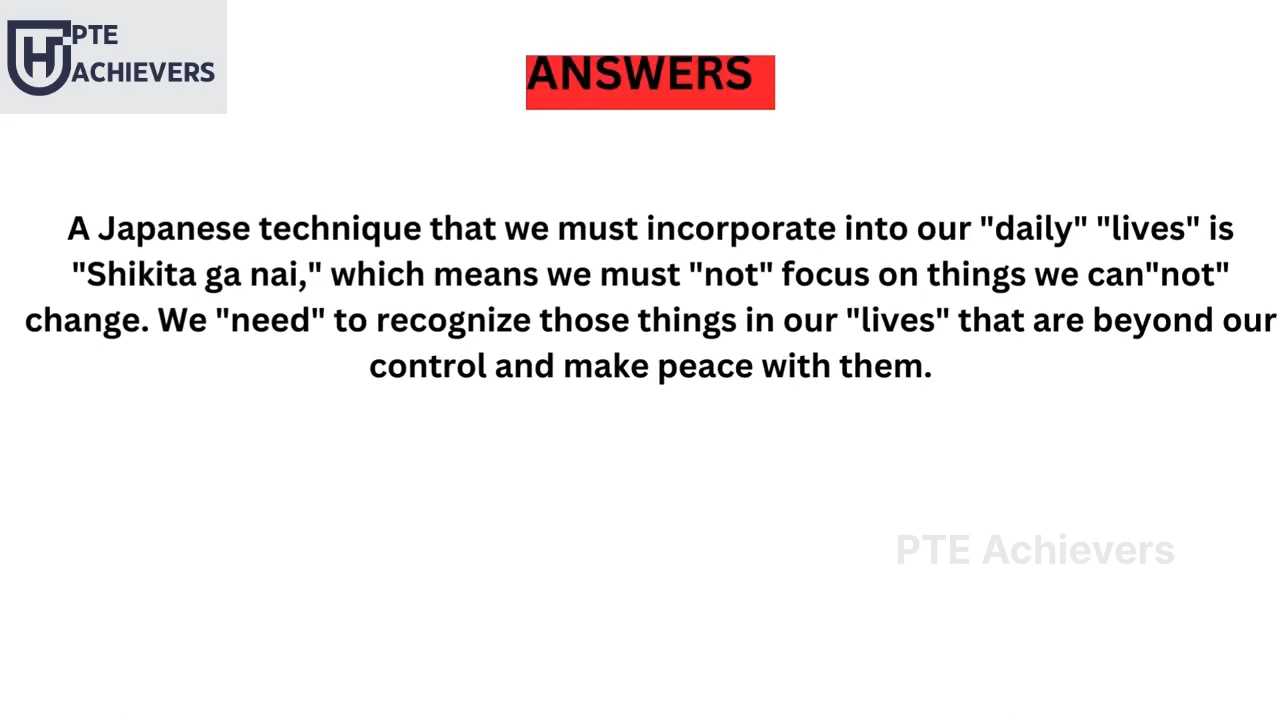 PTE
ACHIEVERS
ANSWERS
A Japanese technique that we must incorporate into our "daily" "lives" is
"Shikita ga nai," which means we must "not" focus on things we can"not"
change. We "need" to recognize those things in our "lives" that are beyond our
control and make peace with them.
PTE Achievers